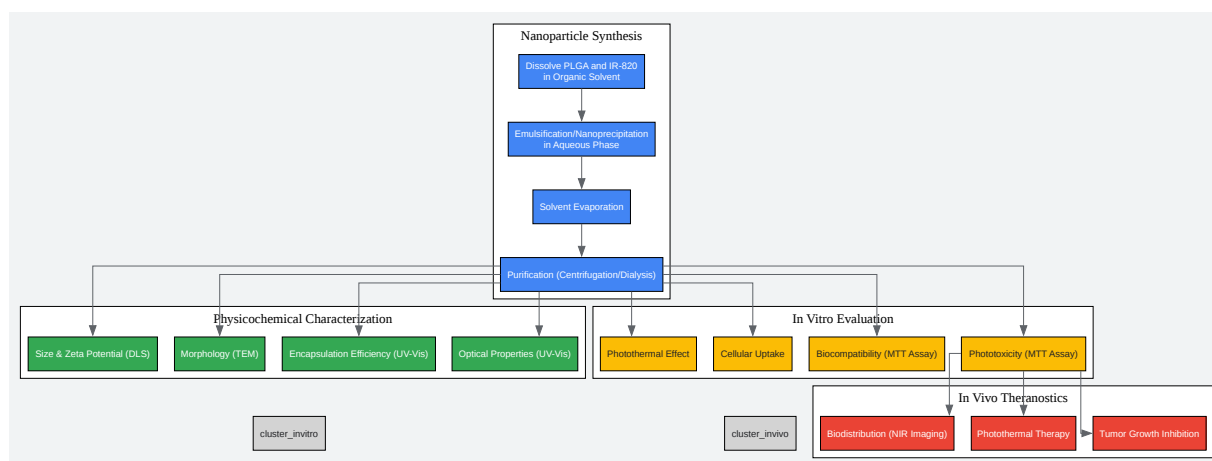 Nanoparticle Synthesis
Dissolve PLGA and IR-820
in Organic Solvent
Emulsification/Nanoprecipitation
in Aqueous Phase
Solvent Evaporation
Purification (Centrifugation/Dialysis)
Physicochemical Characterization
Size & Zeta Potential (DLS)
Morphology (TEM)
Encapsulation Efficiency (UV-Vis)
Optical Properties (UV-Vis)
In Vitro Evaluation
Photothermal Effect
Cellular Uptake
Biocompatibility (MTT Assay)
Phototoxicity (MTT Assay)
In Vivo Theranostics
Biodistribution (NIR Imaging)
Photothermal Therapy
Tumor Growth Inhibition
cluster_invitro
cluster_invivo